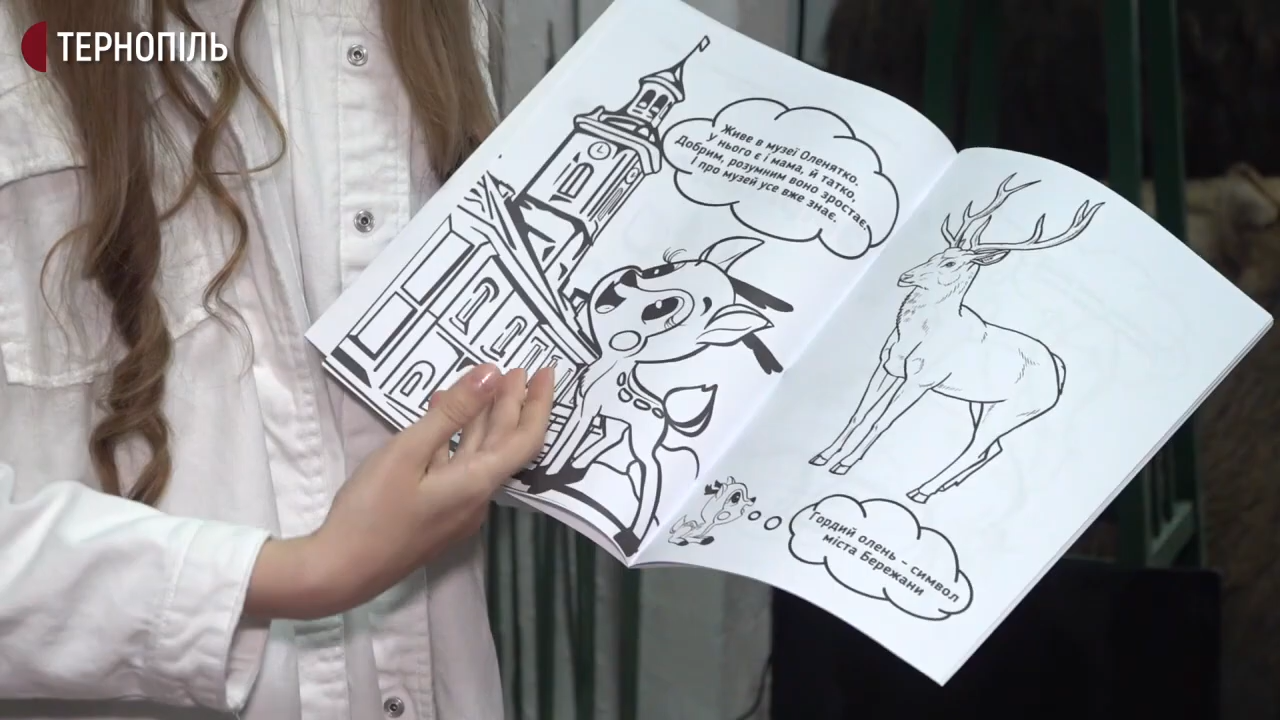 ТЕРНОПІЛЬ
Живе в музеї Оленятко.
У нього є і мама, й татко,
Добрим, розумним воно зростає.
І про музей усе вже знає.
Гордий олень – символ
міста Бережани